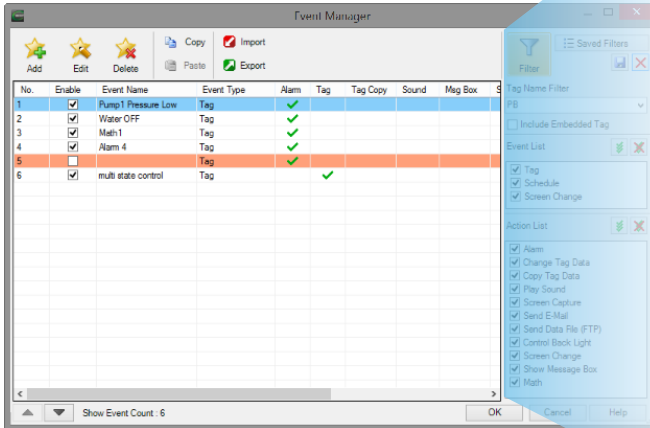 Event Manager
Add
Edit
Delete
Copy
Paste
Import
Export
Filter
Saved Filters
No. Enable Event Name Event Type Alarm Tag Tag Copy Sound Msg Box S
1 Pump1 Pressure Low Tag
2 Water OFF Tag
3 Math1 Tag
4 Alarm 4 Tag
5 Tag
6 multi state control Tag
Tag Name Filter
PB
Include Embedded Tag
Event List
Tag
Schedule
Screen Change
Action List
Alarm
Change Tag Data
Copy Tag Data
Play Sound
Screen Capture
Send E-Mail
Send Data File (FTP)
Control Back Light
Screen Change
Show Message Box
Math
Show Event Count : 6
OK
Cancel
Help